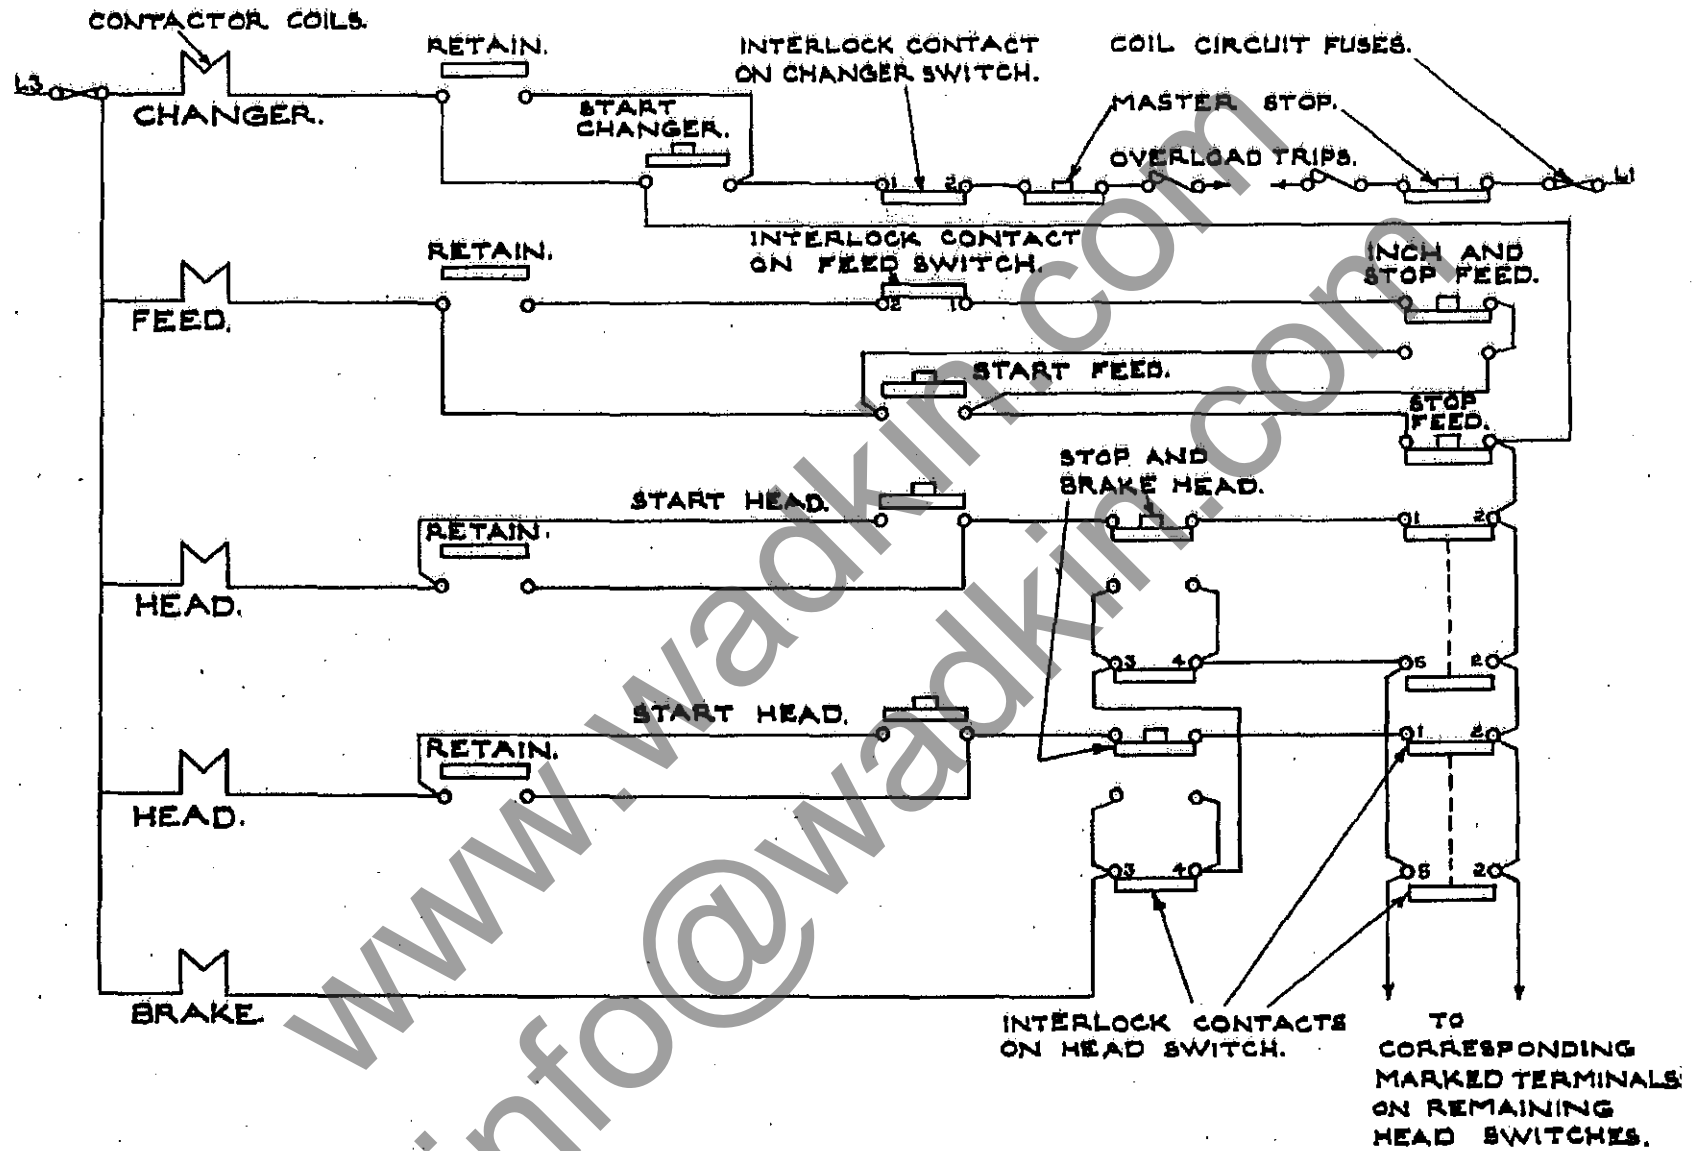 CONTACTOR COILS.
RETAIN.
INTERLOCK CONTACT
ON CHANGER SWITCH.
COIL CIRCUIT FUSES.
L3
CHANGER.
START
CHANGER.
MASTER STOP.
OVERLOAD TRIPS.
1 2
L1
RETAIN.
INTERLOCK CONTACT
ON FEED SWITCH.
INCH AND
STOP FEED.
FEED.
2 1
START FEED.
STOP
FEED.
STOP AND
BRAKE HEAD.
START HEAD.
RETAIN.
1 2
HEAD.
3 4
5 2
START HEAD.
RETAIN.
1 2
HEAD.
3 4
5 2
BRAKE.
INTERLOCK CONTACTS
ON HEAD SWITCH.
TO
CORRESPONDING
MARKED TERMINALS
ON REMAINING
HEAD SWITCHES.
www.wadkin.com
info@wadkin.com